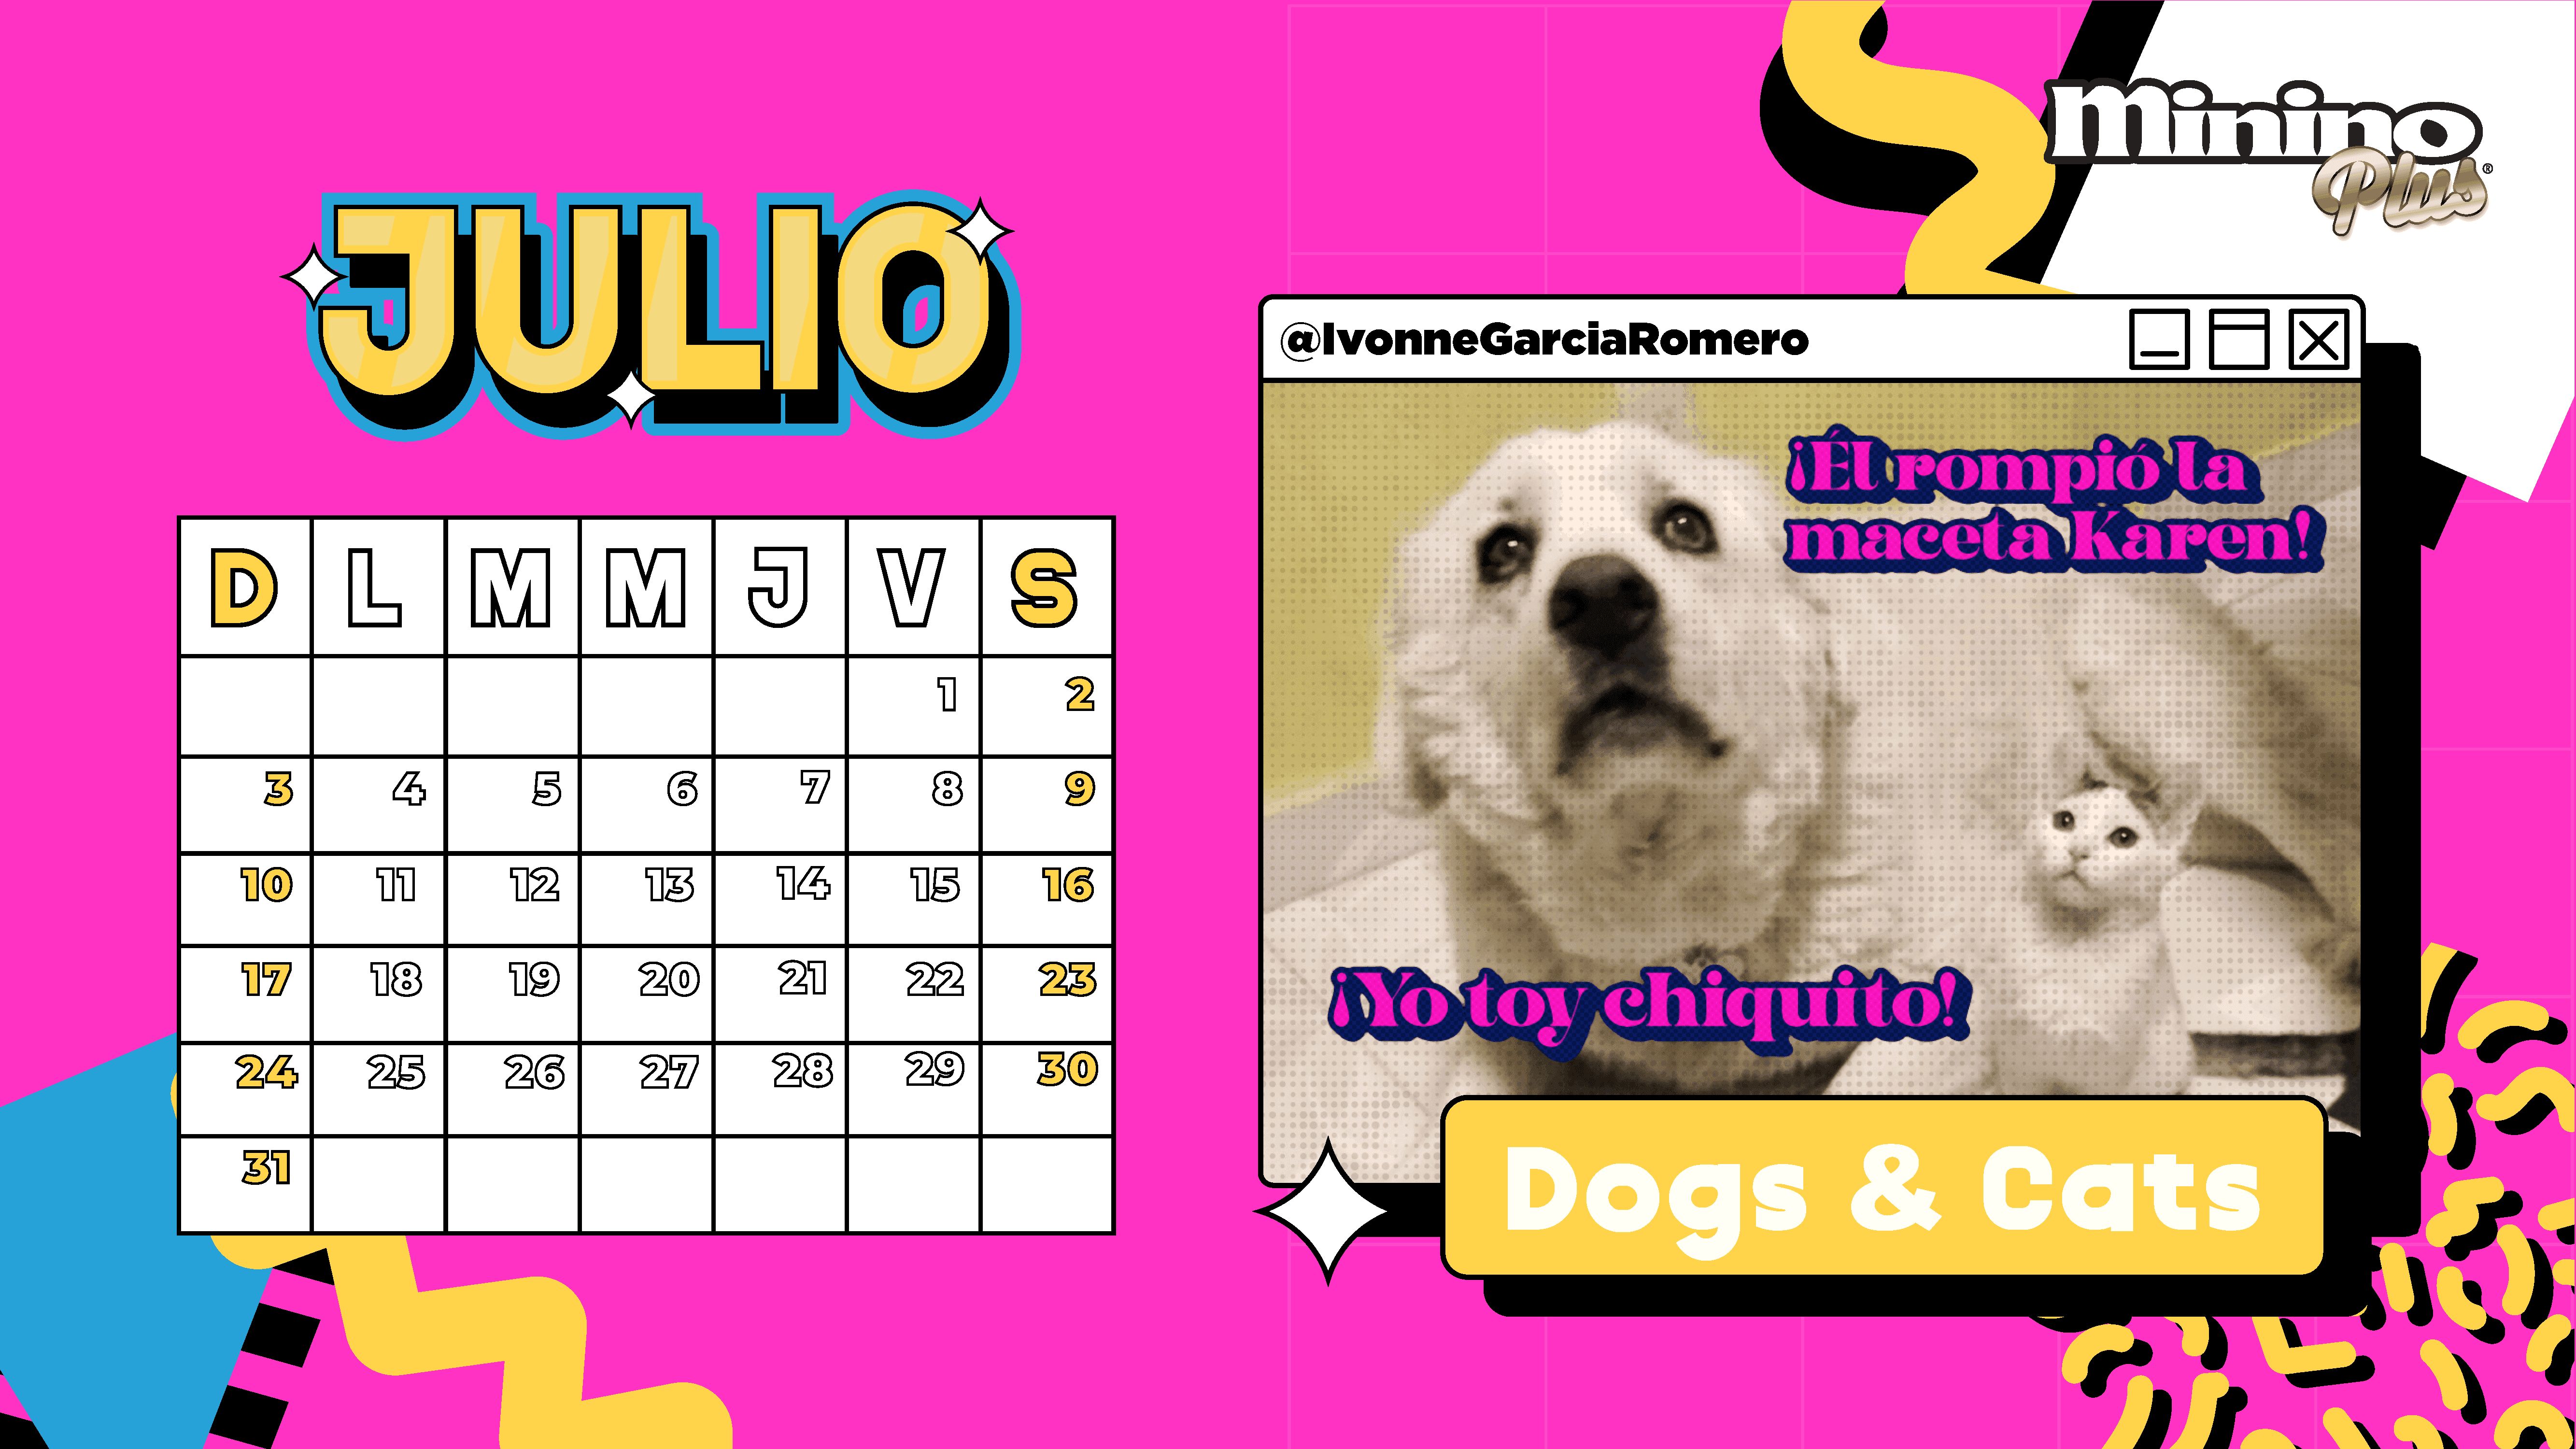 minino
Plus®
JULIO
@IvonneGarciaRomero
¡Él rompió la
maceta Karen!
D L M M J V S
1 2
3 4 5 6 7 8 9
10 11 12 13 14 15 16
17 18 19 20 21 22 23
24 25 26 27 28 29 30
31
¡Yo toy chiquito!
Dogs & Cats